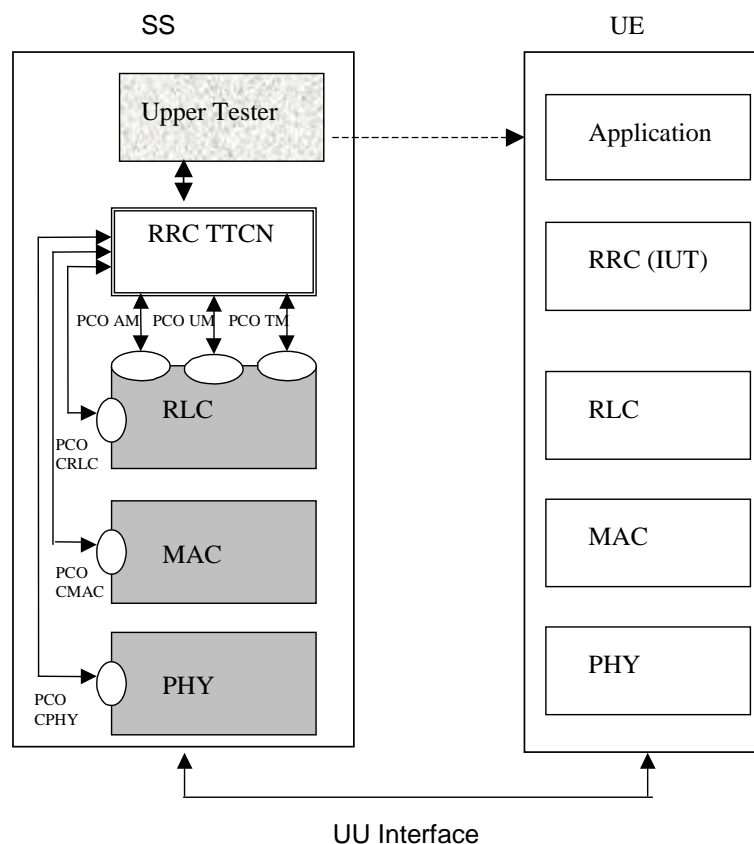 SS
UE
Upper Tester
Application
RRC TTCN
RRC (IUT)
PCO AM
PCO UM
PCO TM
RLC
RLC
PCO
CRLC
MAC
MAC
PCO
CMAC
PHY
PHY
PCO
CPHY
UU Interface